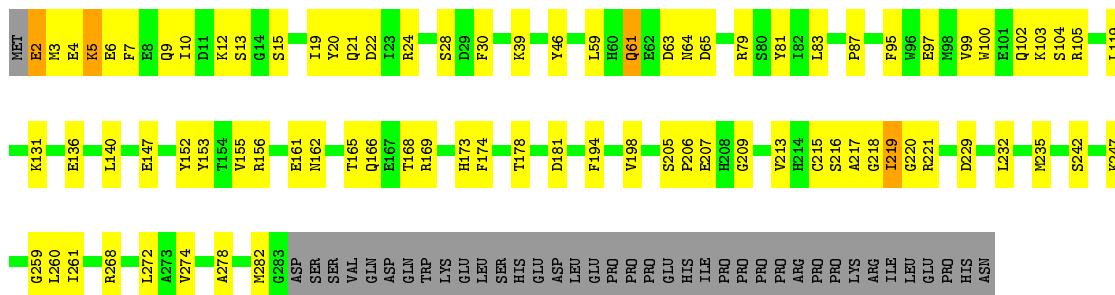 MET E2 M3 E4 K5 E6 F7 E8 Q9 I10 D11 K12 S13 G14 S15 I19 Y20 Q21 D22 I23 R24 S28 D29 F30 K39 Y46 L59 H60 Q61 E62 D63 N64 D65 R79 S80 Y81 I82 L83 P87 F95 W96 E97 M98 V99 W100 E101 Q102 K103 S104 R105 L119
K131 E136 L140 E147 Y152 Y153 T154 V155 R156 E161 N162 T165 Q166 E167 T168 R169 H173 F174 T178 D181 F194 V198 S205 P206 E207 H208 G209 V213 H214 C215 S216 A217 G218 I219 G220 R221 D229 L232 M235 S242 K247
G259 L260 I261 R268 L272 A273 V274 A278 M282 G283 ASP SER SER VAL GLN ASP GLN TRP LYS GLU LEU SER HIS GLU ASP LEU GLU PRO PRO PRO GLU HIS ILE PRO PRO PRO PRO ARG PRO PRO LYS ARG ILE LEU GLU PRO HIS ASN